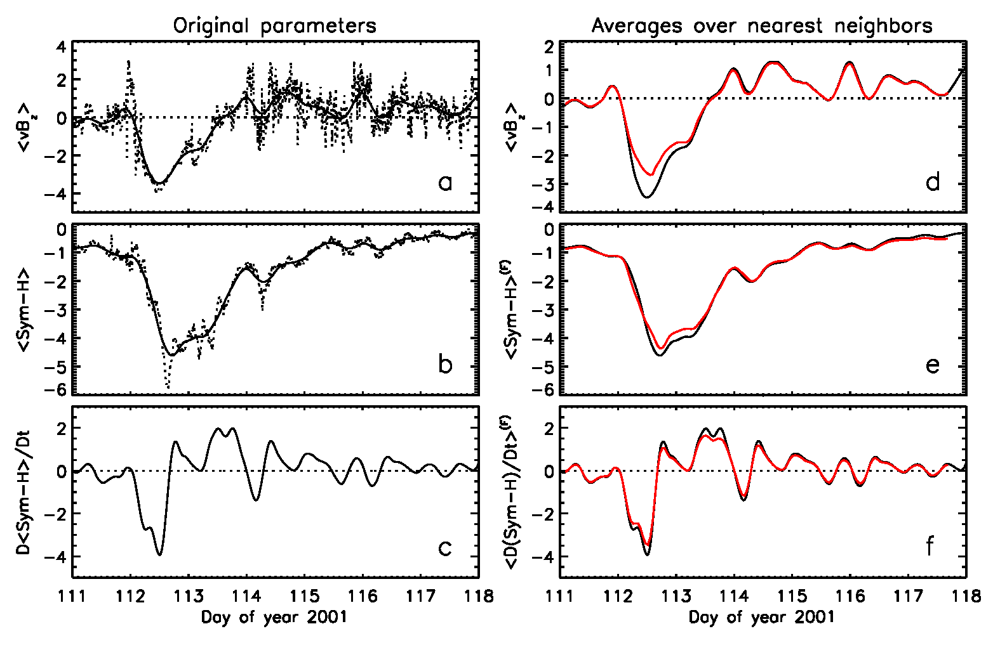 Original parameters
Averages over nearest neighbors
4
2
0
−2
−4
<vB_z>
a
2
1
0
−1
−2
−3
−4
<vB_z>
d
0
−1
−2
−3
−4
−5
−6
<Sym−H>
b
0
−1
−2
−3
−4
−5
−6
<Sym−H>^(F)
e
2
0
−2
−4
D<Sym−H>/Dt
c
2
0
−2
−4
<D(Sym−H)/Dt>^(F)
f
111 112 113 114 115 116 117 118
Day of year 2001
111 112 113 114 115 116 117 118
Day of year 2001